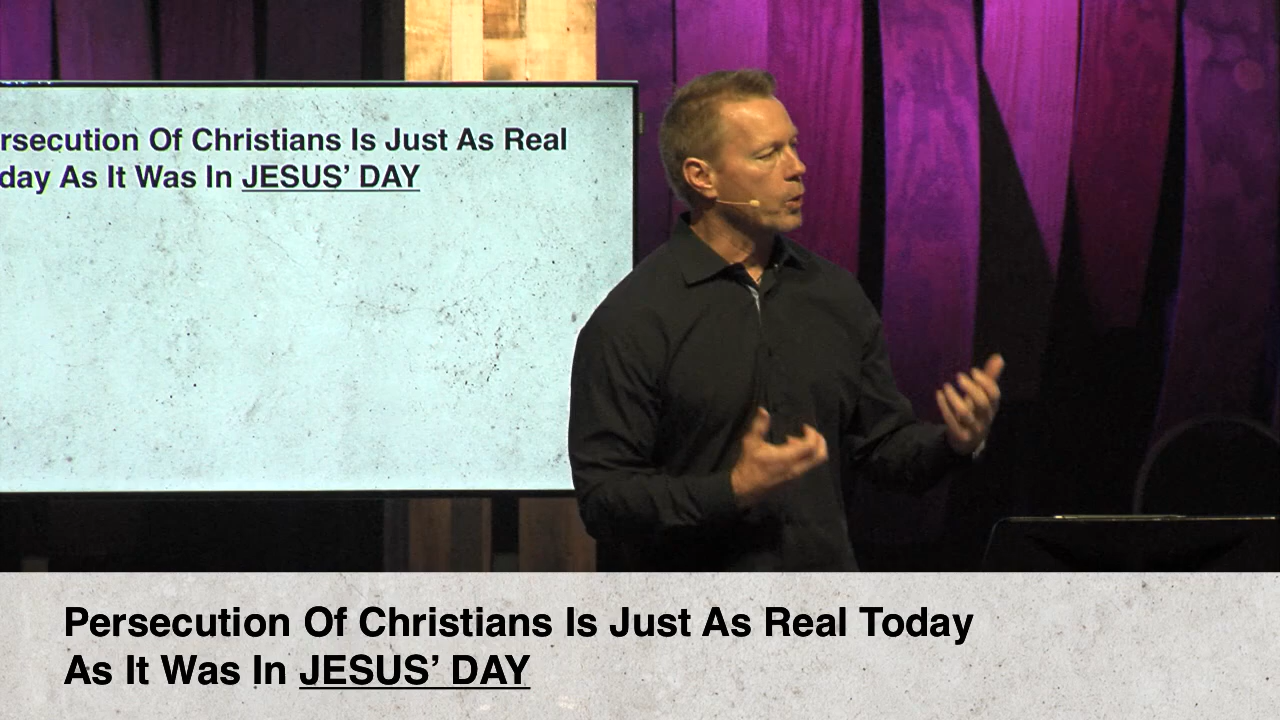 rsecution Of Christians Is Just As Real
day As It Was In JESUS’ DAY
Persecution Of Christians Is Just As Real Today
As It Was In JESUS’ DAY